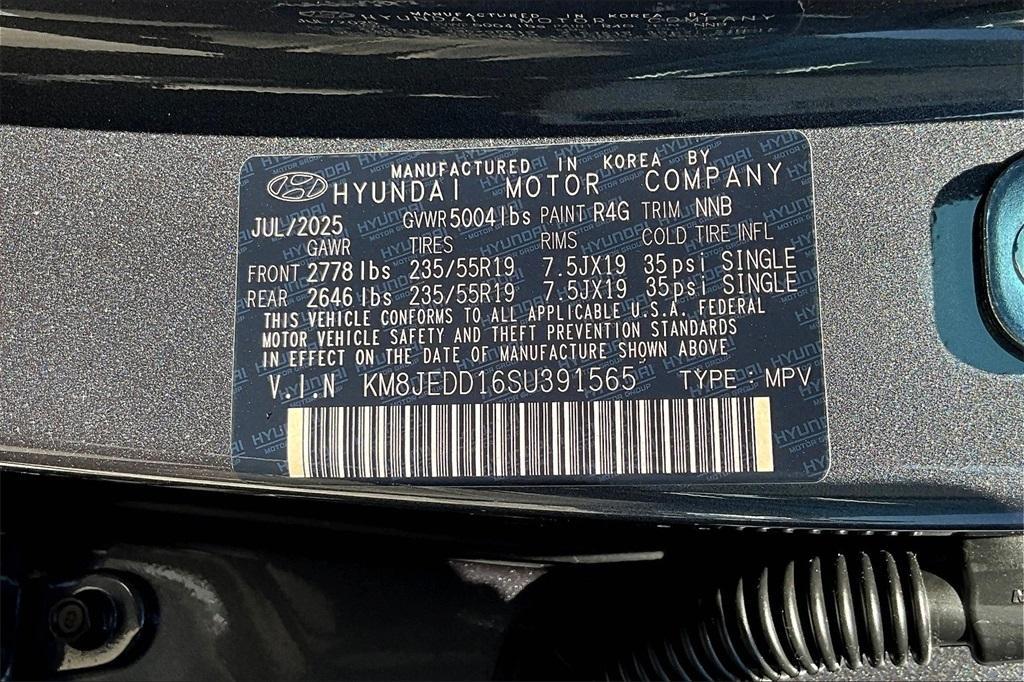 MANUFACTURED IN KOREA BY
HYUNDAI MOTOR COMPANY
JUL/2025 GVWR 5004 lbs PAINT R4G TRIM NNB
GAWR TIRES RIMS COLD TIRE INFL
FRONT 2778 lbs 235/55R19 7.5JX19 35 psi SINGLE
REAR 2646 lbs 235/55R19 7.5JX19 35 psi SINGLE
THIS VEHICLE CONFORMS TO ALL APPLICABLE U.S.A. FEDERAL
MOTOR VEHICLE SAFETY AND THEFT PREVENTION STANDARDS
IN EFFECT ON THE DATE OF MANUFACTURE SHOWN ABOVE
V.I.N KM8JEDD16SU391565 TYPE : MPV